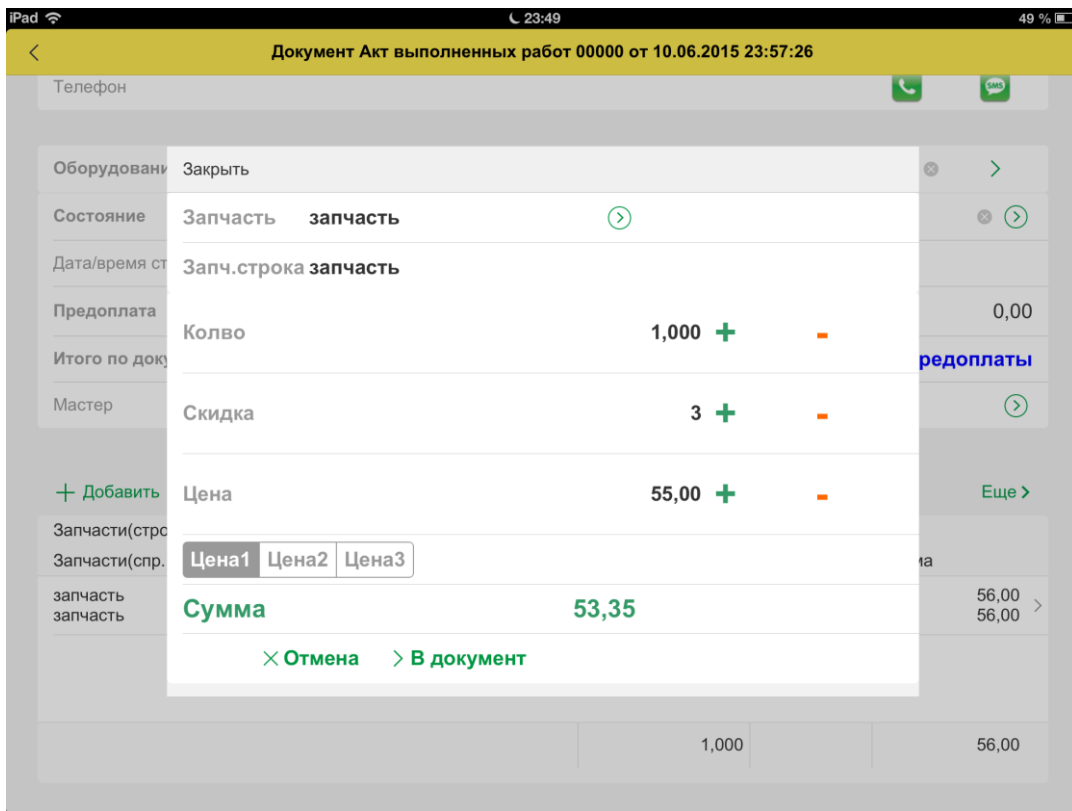 iPad 23:49 49 %
Документ Акт выполненных работ 00000 от 10.06.2015 23:57:26
Телефон SMS
Оборудовани
Закрыть
Состояние
Запчасть запчасть
Дата/время ст
Запч.строка запчасть
Предоплата 0,00
Колво 1,000 + -
Итого по доку редоплаты
Мастер
Скидка 3 + -
+ Добавить Еще >
Цена 55,00 + -
Запчасти(стро
Запчасти(спр. ма
Цена1 Цена2 Цена3
запчасть 56,00
запчасть 56,00
Сумма 53,35
× Отмена > В документ
1,000 56,00